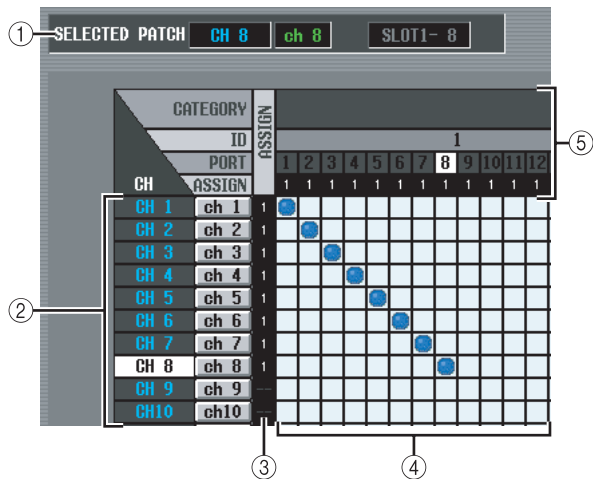 ① SELECTED PATCH CH 8 ch 8 SLOT1- 8
CATEGORY
ID 1
PORT 1 2 3 4 5 6 7 8 9 10 11 12
CH ASSIGN ASSIGN 1 1 1 1 1 1 1 1 1 1 1 1
⑤
②
CH 1 ch 1 1
CH 2 ch 2 1
CH 3 ch 3 1
CH 4 ch 4 1
CH 5 ch 5 1
CH 6 ch 6 1
CH 7 ch 7 1
CH 8 ch 8 1
CH 9 ch 9 ---
CH10 ch10 ---
③ ④